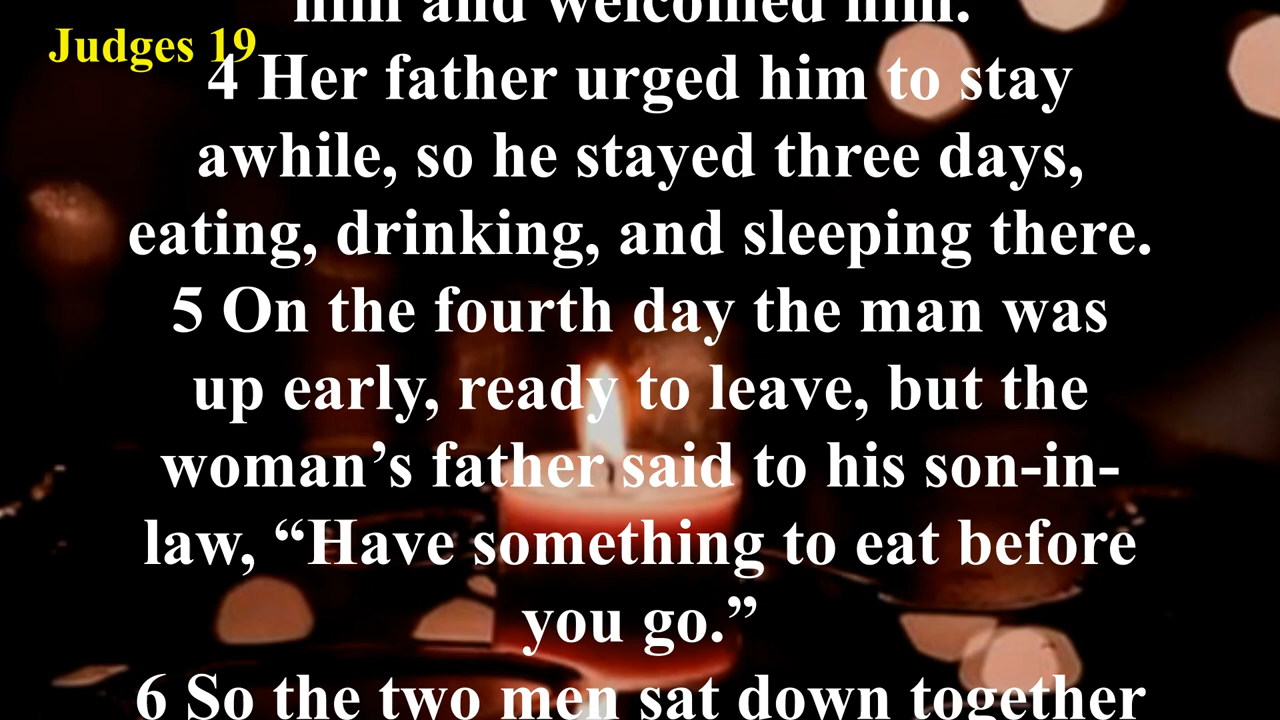 him and welcomed him.
Judges 19
4 Her father urged him to stay
awhile, so he stayed three days,
eating, drinking, and sleeping there.
5 On the fourth day the man was
up early, ready to leave, but the
woman’s father said to his son-in-
law, “Have something to eat before
you go.”
6 So the two men sat down together